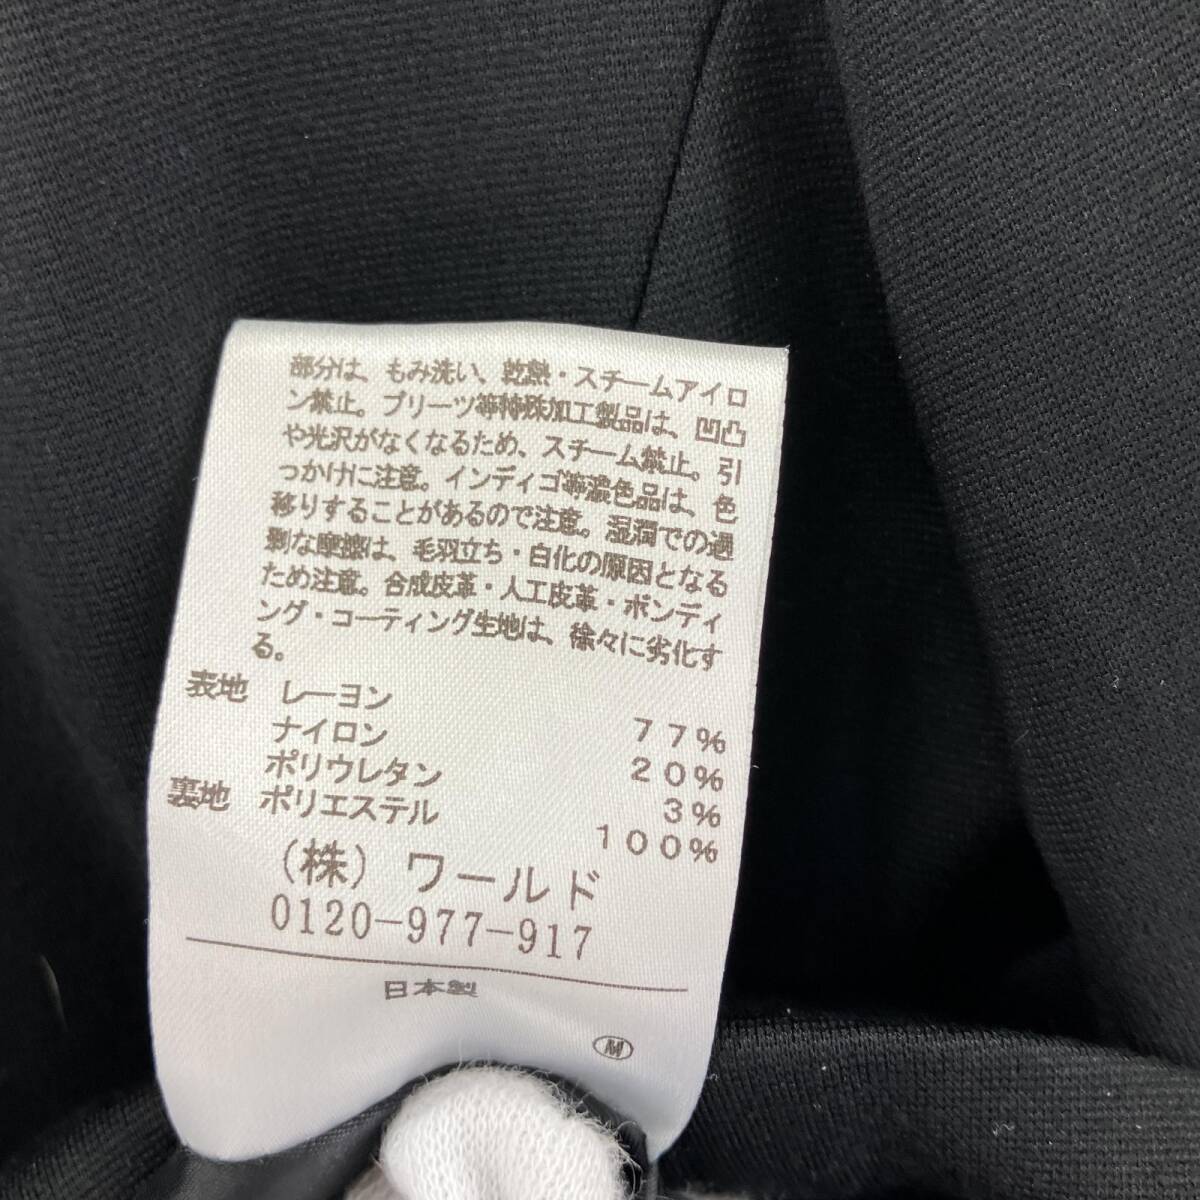 部分は、もみ洗い、乾熱・スチームアイロ
ン禁止。プリーツ等特殊加工製品は、凹凸
や光沢がなくなるため、スチーム禁止。引
っかけに注意。インディゴ等濃色品は、色
移りすることがあるので注意。湿潤での過
剰な摩擦は、毛羽立ち・白化の原因となる
ため注意。合成皮革・人工皮革・ボンディ
ング・コーティング生地は、徐々に劣化す
る。
表地 レーヨン 77%
ナイロン 20%
ポリウレタン 3%
裏地 ポリエステル 100%
(株) ワールド
0120-977-917
日本製
M